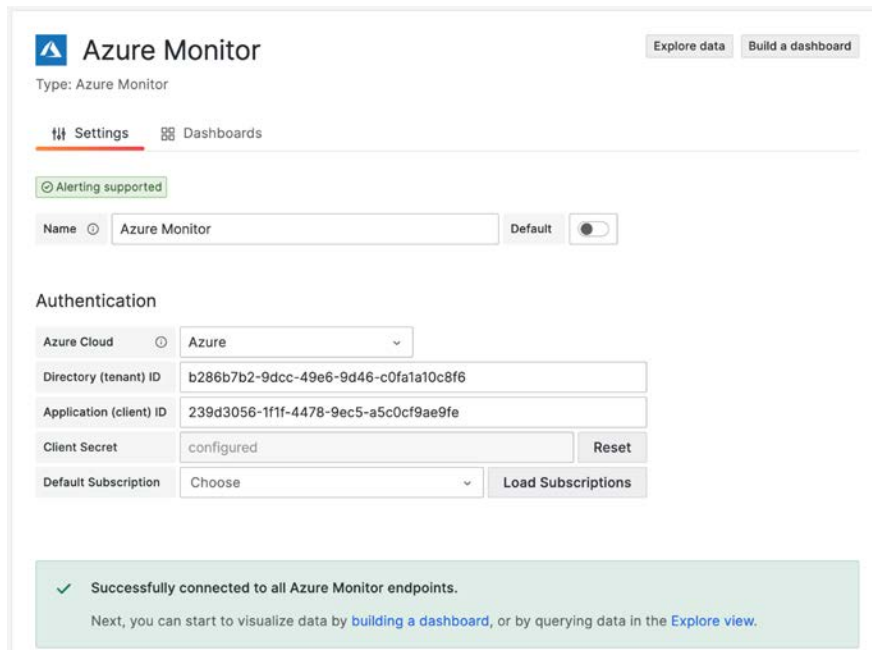 Azure Monitor
Explore data
Build a dashboard
Type: Azure Monitor
Settings
Dashboards
Alerting supported
Name
Azure Monitor
Default
Authentication
Azure Cloud
Azure
Directory (tenant) ID
b286b7b2-9dcc-49e6-9d46-c0fa1a10c8f6
Application (client) ID
239d3056-1f1f-4478-9ec5-a5c0cf9ae9fe
Client Secret
configured
Reset
Default Subscription
Choose
Load Subscriptions
Successfully connected to all Azure Monitor endpoints.
Next, you can start to visualize data by building a dashboard, or by querying data in the Explore view.